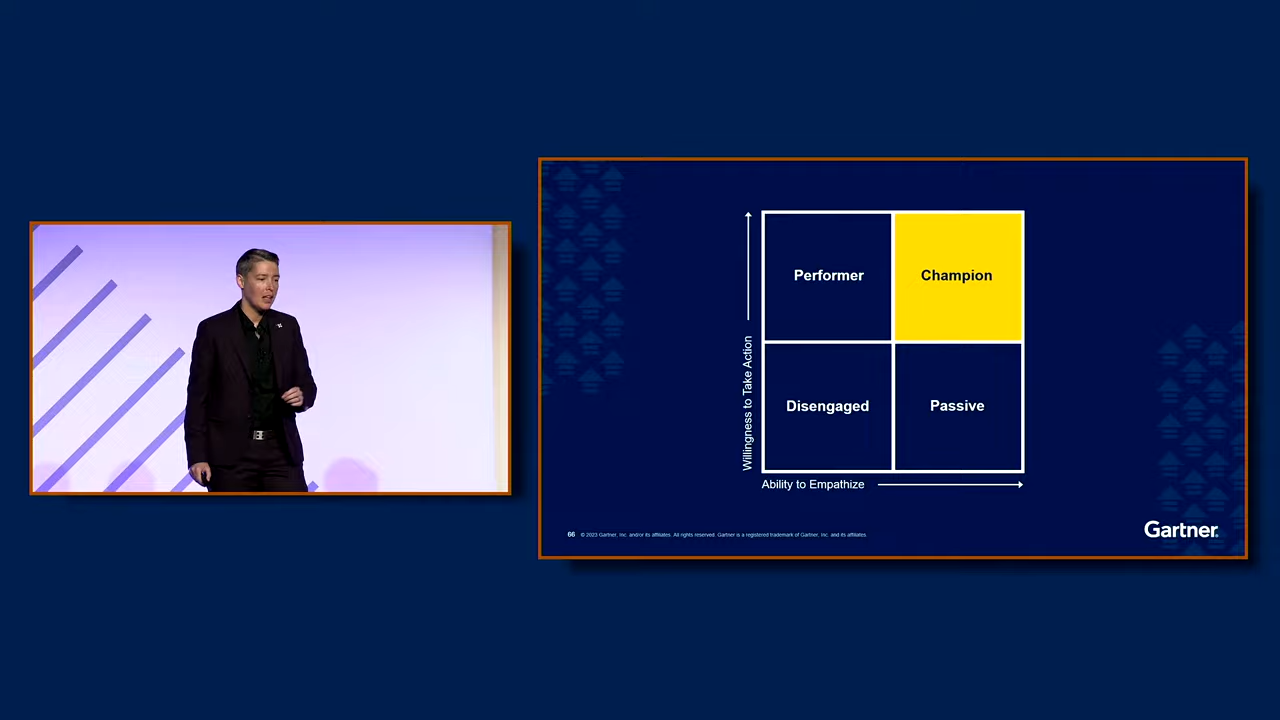 Performer
Champion
Disengaged
Passive
Willingness to Take Action
Ability to Empathize
66 © 2023 Gartner, Inc. and/or its affiliates. All rights reserved. Gartner is a registered trademark of Gartner, Inc. and its affiliates.
Gartner®